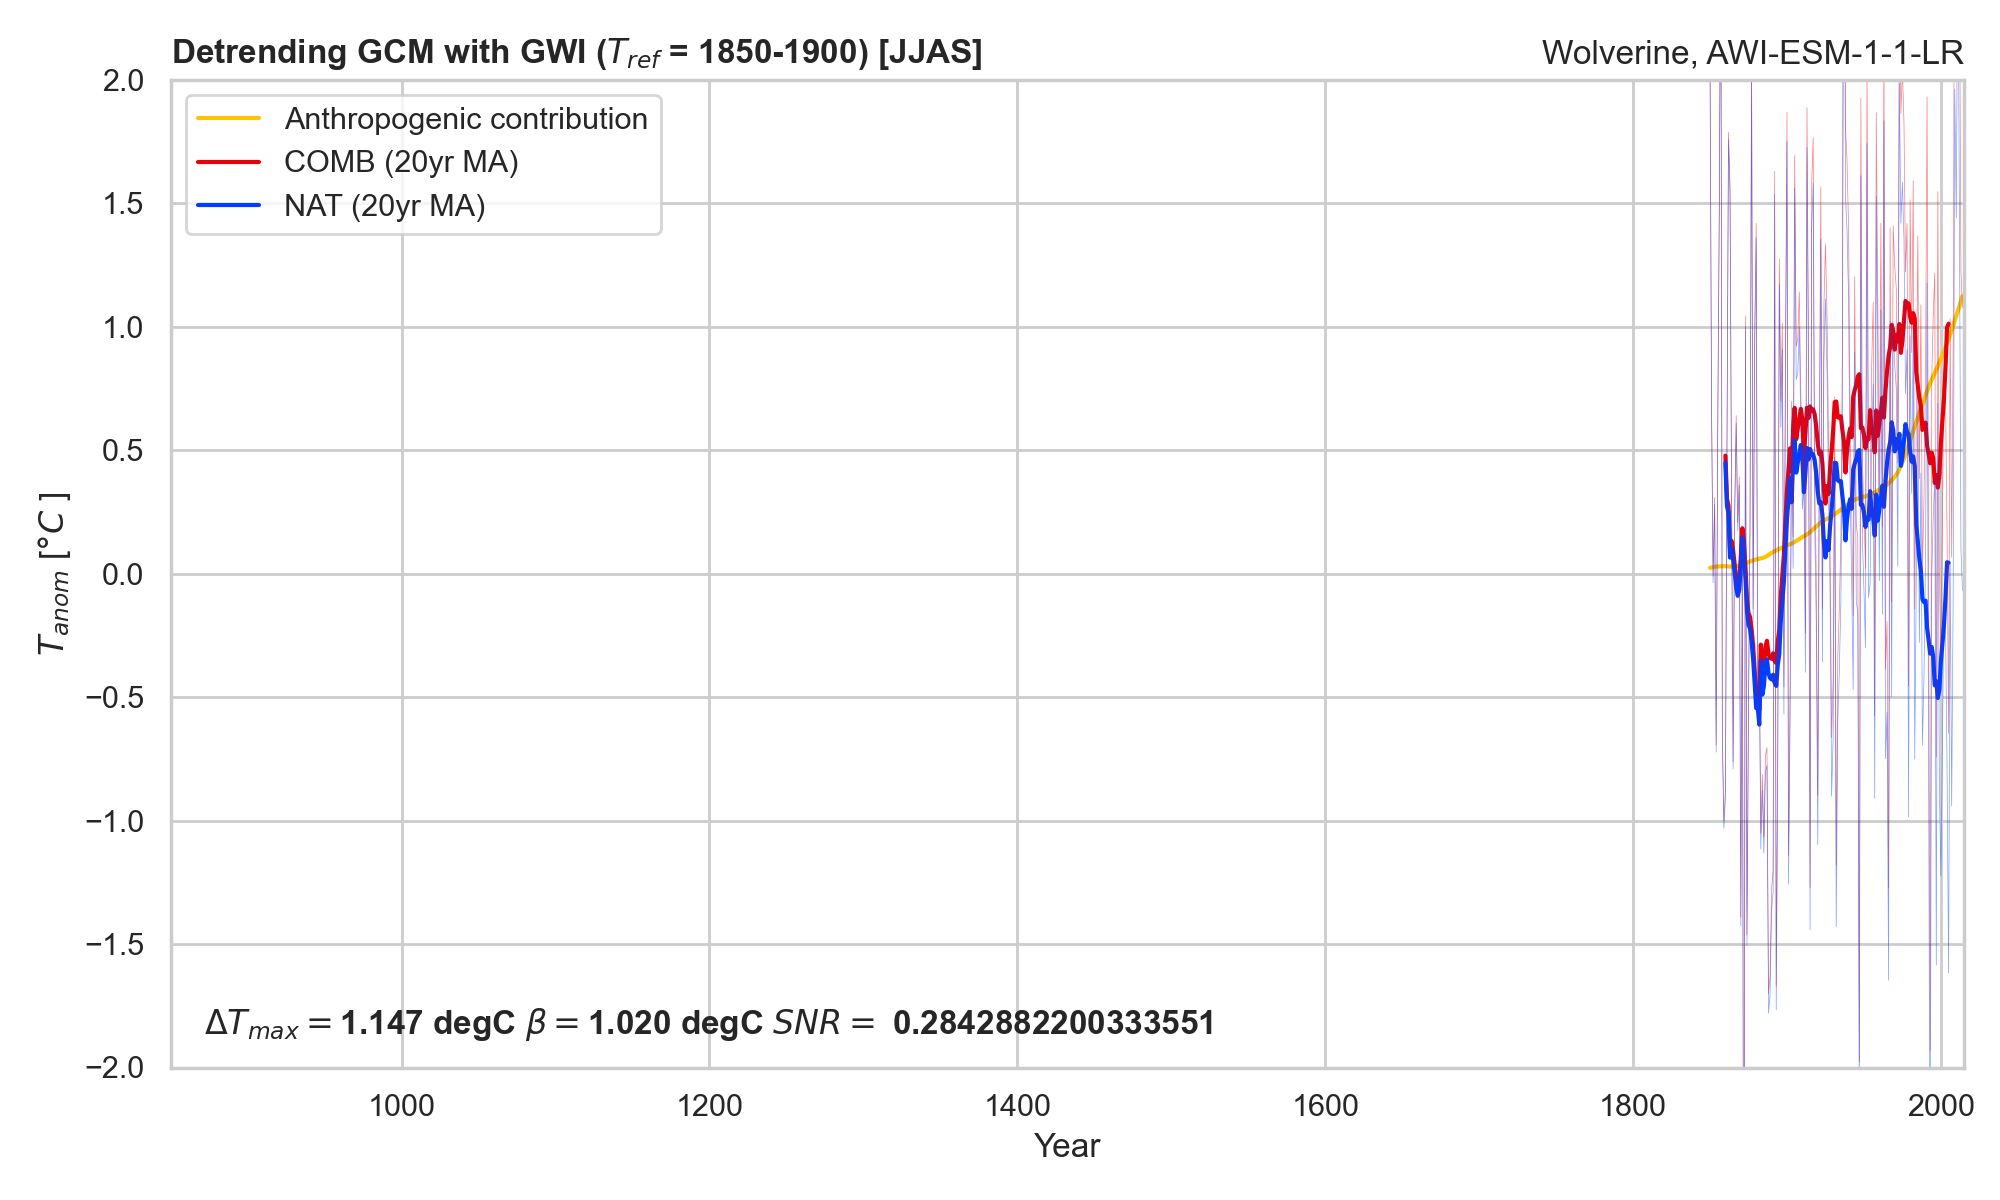 Detrending GCM with GWI (T_ref = 1850-1900) [JJAS]
Wolverine, AWI-ESM-1-1-LR
Anthropogenic contribution
COMB (20yr MA)
NAT (20yr MA)
2.0
1.5
1.0
0.5
0.0
−0.5
−1.0
−1.5
−2.0
T_anom [°C ]
ΔT_max = 1.147 degC β = 1.020 degC SNR = 0.2842882200333551
1000
1200
1400
1600
1800
2000
Year